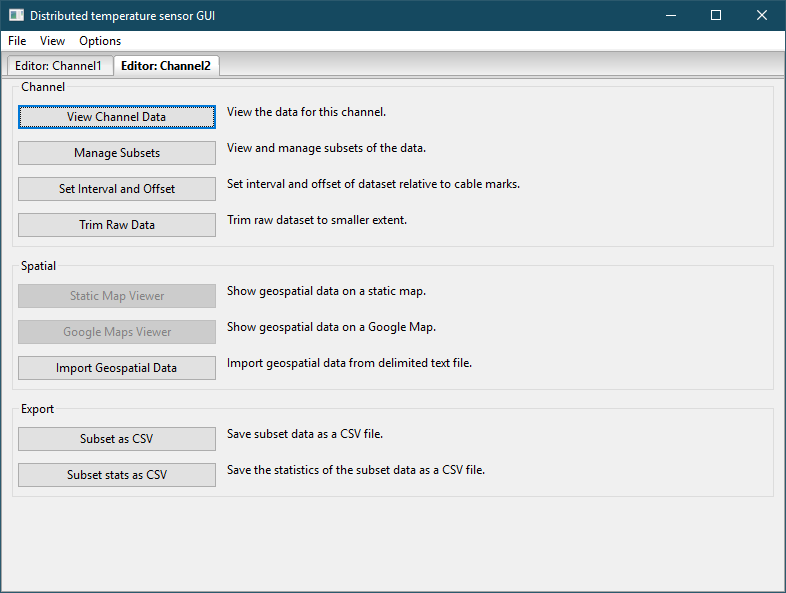 Distributed temperature sensor GUI
File View Options
Editor: Channel1 Editor: Channel2
Channel
View Channel Data View the data for this channel.
Manage Subsets View and manage subsets of the data.
Set Interval and Offset Set interval and offset of dataset relative to cable marks.
Trim Raw Data Trim raw dataset to smaller extent.
Spatial
Static Map Viewer Show geospatial data on a static map.
Google Maps Viewer Show geospatial data on a Google Map.
Import Geospatial Data Import geospatial data from delimited text file.
Export
Subset as CSV Save subset data as a CSV file.
Subset stats as CSV Save the statistics of the subset data as a CSV file.